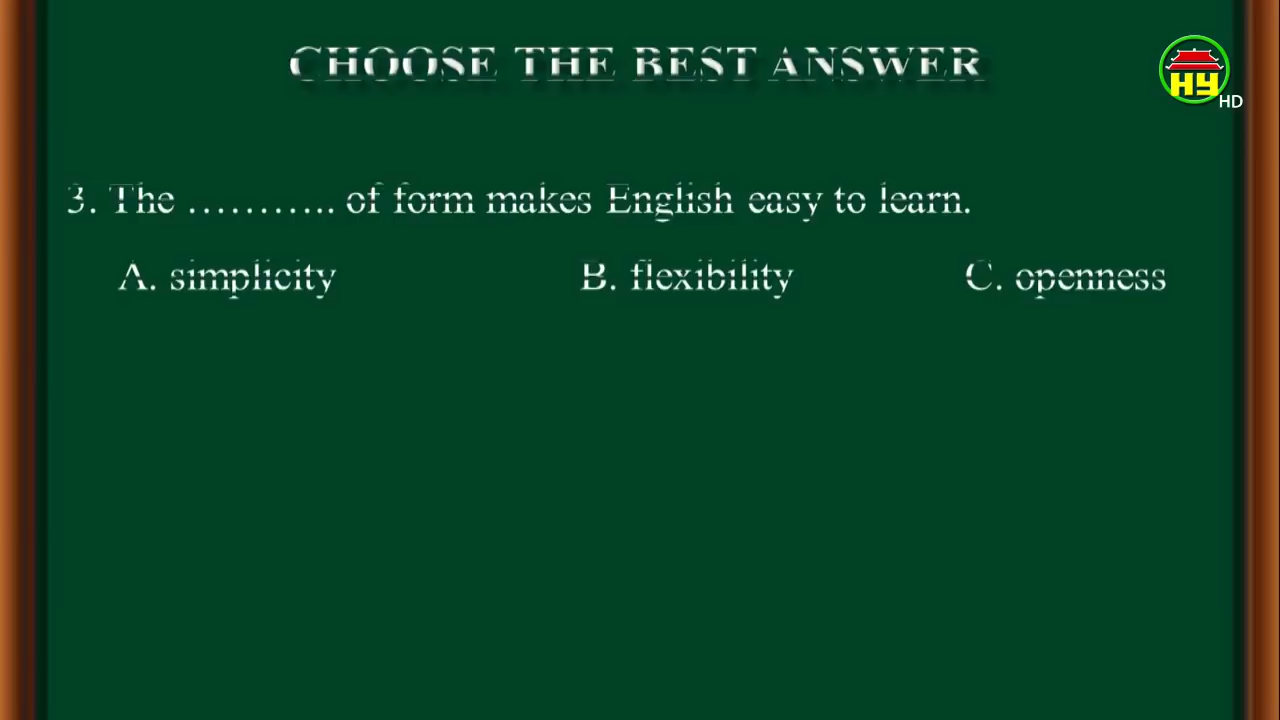 CHOOSE THE BEST ANSWER
HY
HD
3. The ……….. of form makes English easy to learn.
A. simplicity B. flexibility C. openness